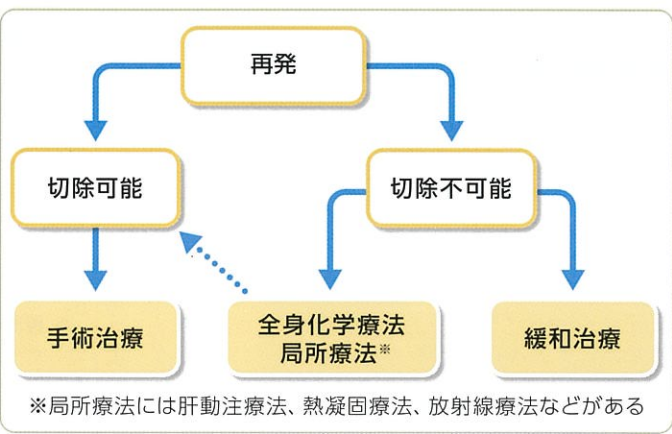 再発
切除可能
切除不可能
手術治療
全身化学療法
局所療法※
緩和治療
※局所療法には肝動注療法、熱凝固療法、放射線療法などがある